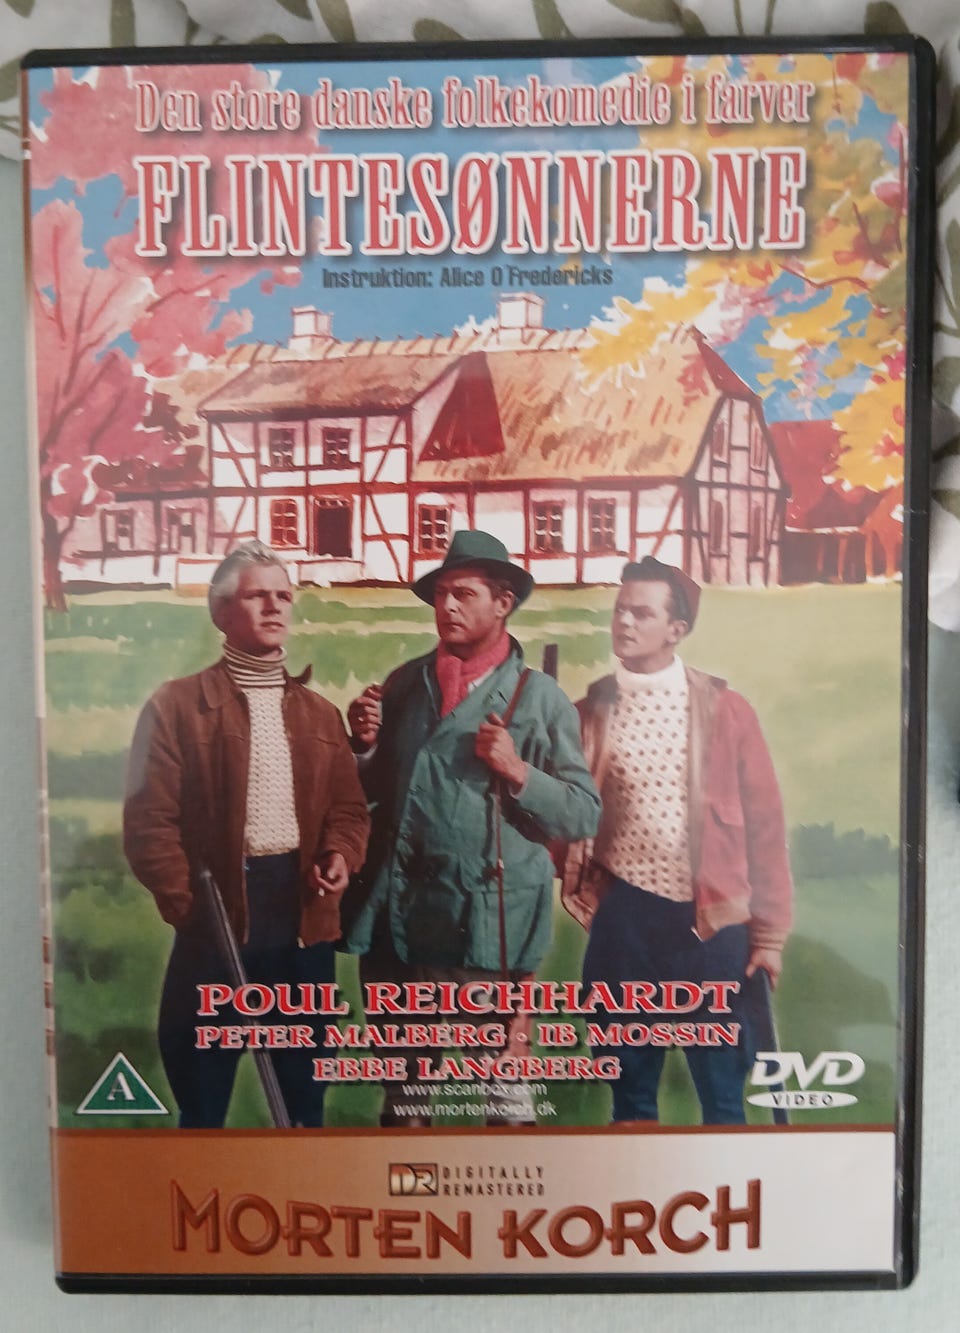 Den store danske folkekomedie i farver
FLINTESØNNERNE
Instruktion: Alice O'Fredericks
POUL REICHHARDT
PETER MALBERG · IB MOSSIN
EBBE LANGBERG
www.scanbox.com
www.mortenkorch.dk
A
DVD
VIDEO
DR DIGITALLY
REMASTERED
MORTEN KORCH